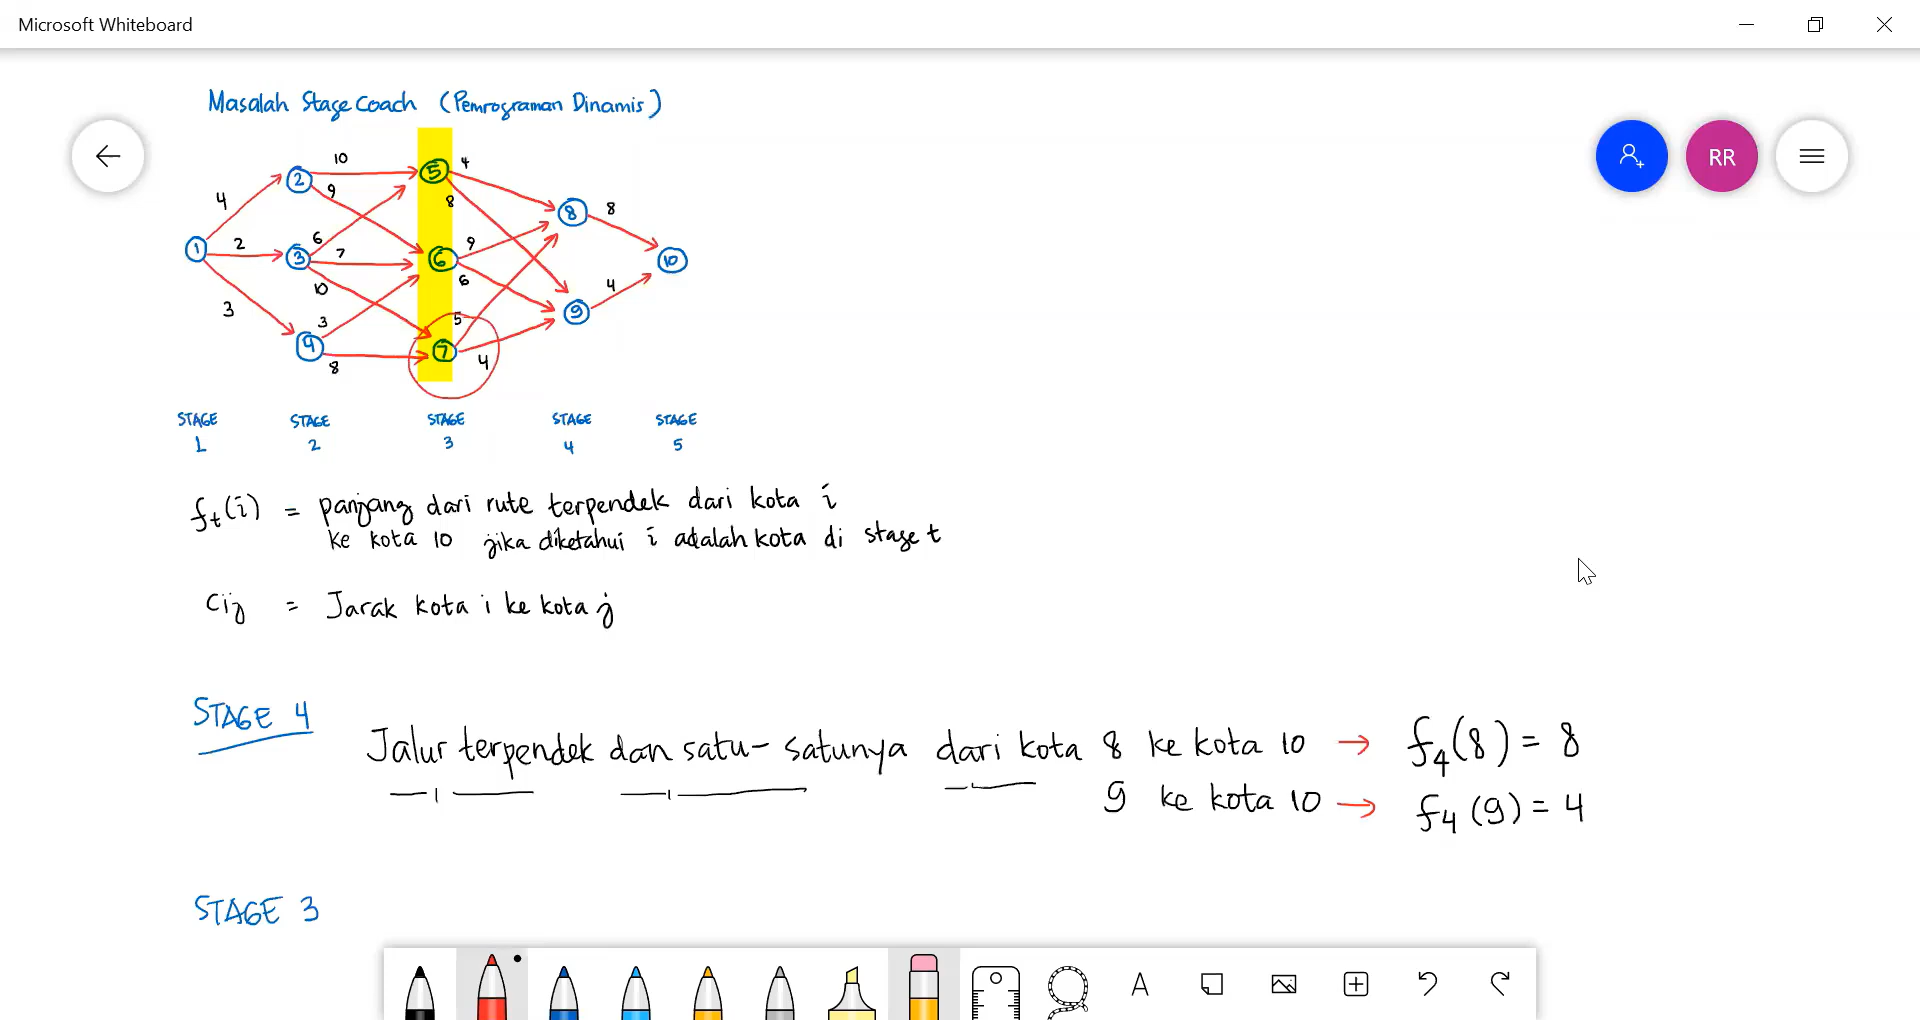 Microsoft Whiteboard
Masalah Stage Coach (Pemrograman Dinamis)
RR
10 5 4
2 9
4 8 8 8
1 2 3 6 7 6 9 10
10 6 4
3 3 5 9
4 8 7 4
STAGE STAGE STAGE STAGE STAGE
1 2 3 4 5
ft(i) = panjang dari rute terpendek dari kota i
ke kota 10 jika diketahui i adalah kota di stage t
cij = Jarak kota i ke kota j
STAGE 4
Jalur terpendek dan satu-satunya dari kota 8 ke kota 10 → f4(8) = 8
9 ke kota 10 → f4(9) = 4
STAGE 3
A